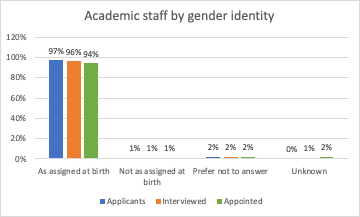 Academic staff by gender identity
120%
100%
80%
60%
40%
20%
0%
97% 96% 94%
1% 1% 1%
2% 2% 2%
0% 1% 2%
As assigned at birth
Not as assigned at
birth
Prefer not to answer
Unknown
Applicants Interviewed Appointed